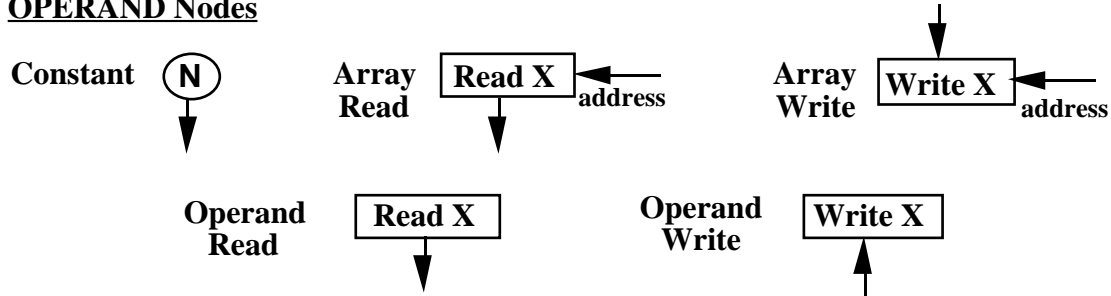 OPERAND Nodes
Constant N
Array Read
Read X
address
Array Write
Write X
address
Operand Read
Read X
Operand Write
Write X